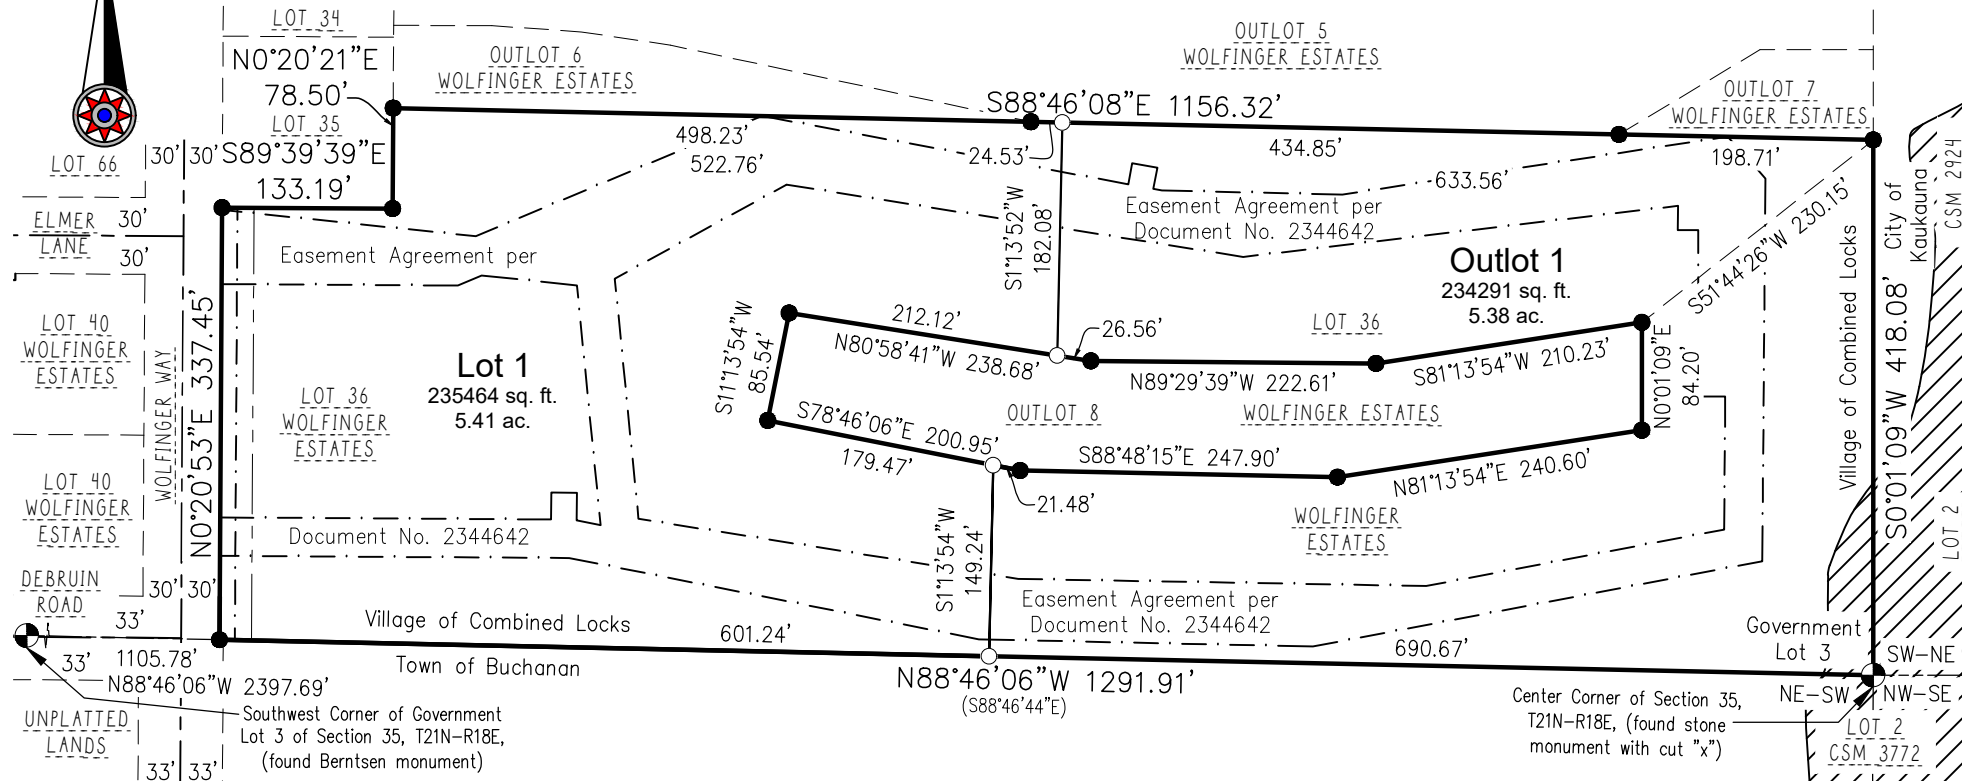 LOT 34
N0°20'21"E
78.50'
LOT 35
OUTLOT 6
WOLFINGER ESTATES
OUTLOT 5
WOLFINGER ESTATES
OUTLOT 7
WOLFINGER ESTATES
S88°46'08"E 1156.32'
LOT 66
30'
30'
S89°39'39"E
133.19'
498.23'
522.76'
24.53'
434.85'
198.71'
633.56'
ELMER
LANE
30'
30'
Easement Agreement per
S1°13'52"W
182.08'
Easement Agreement per
Document No. 2344642
Outlot 1
234291 sq. ft.
5.38 ac.
S51°44'26"W 230.15'
Village of Combined Locks
City of
Kaukauna
CSM 2924
LOT 40
WOLFINGER
ESTATES
WOLFINGER WAY
N0°20'53"E 337.45'
Lot 1
235464 sq. ft.
5.41 ac.
LOT 36
WOLFINGER
ESTATES
S11°13'54"W
85.54'
212.12'
N80°58'41"W 238.68'
26.56'
LOT 36
N89°29'39"W 222.61'
S81°13'54"W 210.23'
N0°01'09"E
84.20'
S0°01'09"W 418.08'
OUTLOT 8
WOLFINGER ESTATES
S78°46'06"E 200.95'
179.47'
21.48'
S88°48'15"E 247.90'
N81°13'54"E 240.60'
LOT 40
WOLFINGER
ESTATES
Document No. 2344642
S1°13'54"W
149.24'
WOLFINGER
ESTATES
LOT 2
DEBRUIN
ROAD
30'
30'
33'
Village of Combined Locks
601.24'
Easement Agreement per
Document No. 2344642
690.67'
Government
Lot 3
SW-NE
33'
1105.78'
Town of Buchanan
N88°46'06"W 2397.69'
N88°46'06"W 1291.91'
(S88°46'44"E)
NE-SW
NW-SE
UNPLATTED
LANDS
Southwest Corner of Government
Lot 3 of Section 35, T21N-R18E,
(found Berntsen monument)
Center Corner of Section 35,
T21N-R18E, (found stone
monument with cut "x")
LOT 2
CSM 3772
33'
33'